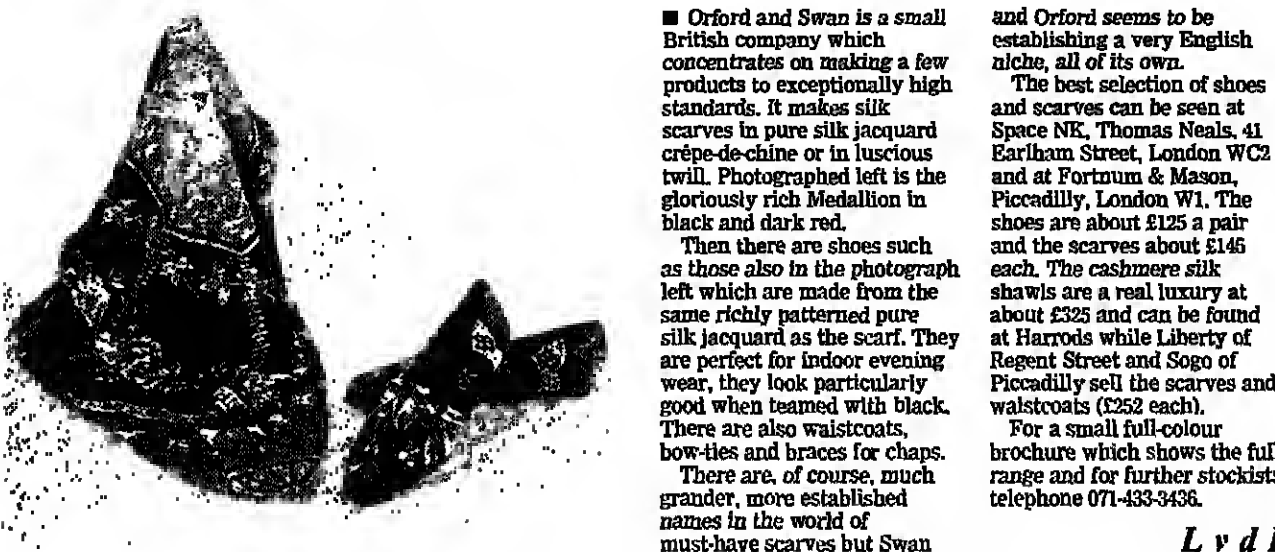 ■ Orford and Swan is a small
British company which
concentrates on making a few
products to exceptionally high
standards. It makes silk
scarves in pure silk jacquard
crêpe-de-chine or in luscious
twill. Photographed left is the
gloriously rich Medallion in
black and dark red.
Then there are shoes such
as those also in the photograph
left which are made from the
same richly patterned pure
silk jacquard as the scarf. They
are perfect for indoor evening
wear, they look particularly
good when teamed with black.
There are also waistcoats,
bow-ties and braces for chaps.
There are, of course, much
grander, more established
names in the world of
must-have scarves but Swan
and Orford seems to be
establishing a very English
niche, all of its own.
The best selection of shoes
and scarves can be seen at
Space NK, Thomas Neals, 41
Earlham Street, London WC2
and at Fortnum & Mason,
Piccadilly, London W1. The
shoes are about £125 a pair
and the scarves about £145
each. The cashmere silk
shawls are a real luxury at
about £325 and can be found
at Harrods while Liberty of
Regent Street and Sogo of
Piccadilly sell the scarves and
waistcoats (£252 each).
For a small full-colour
brochure which shows the full
range and for further stockists
telephone 071-433-3436.